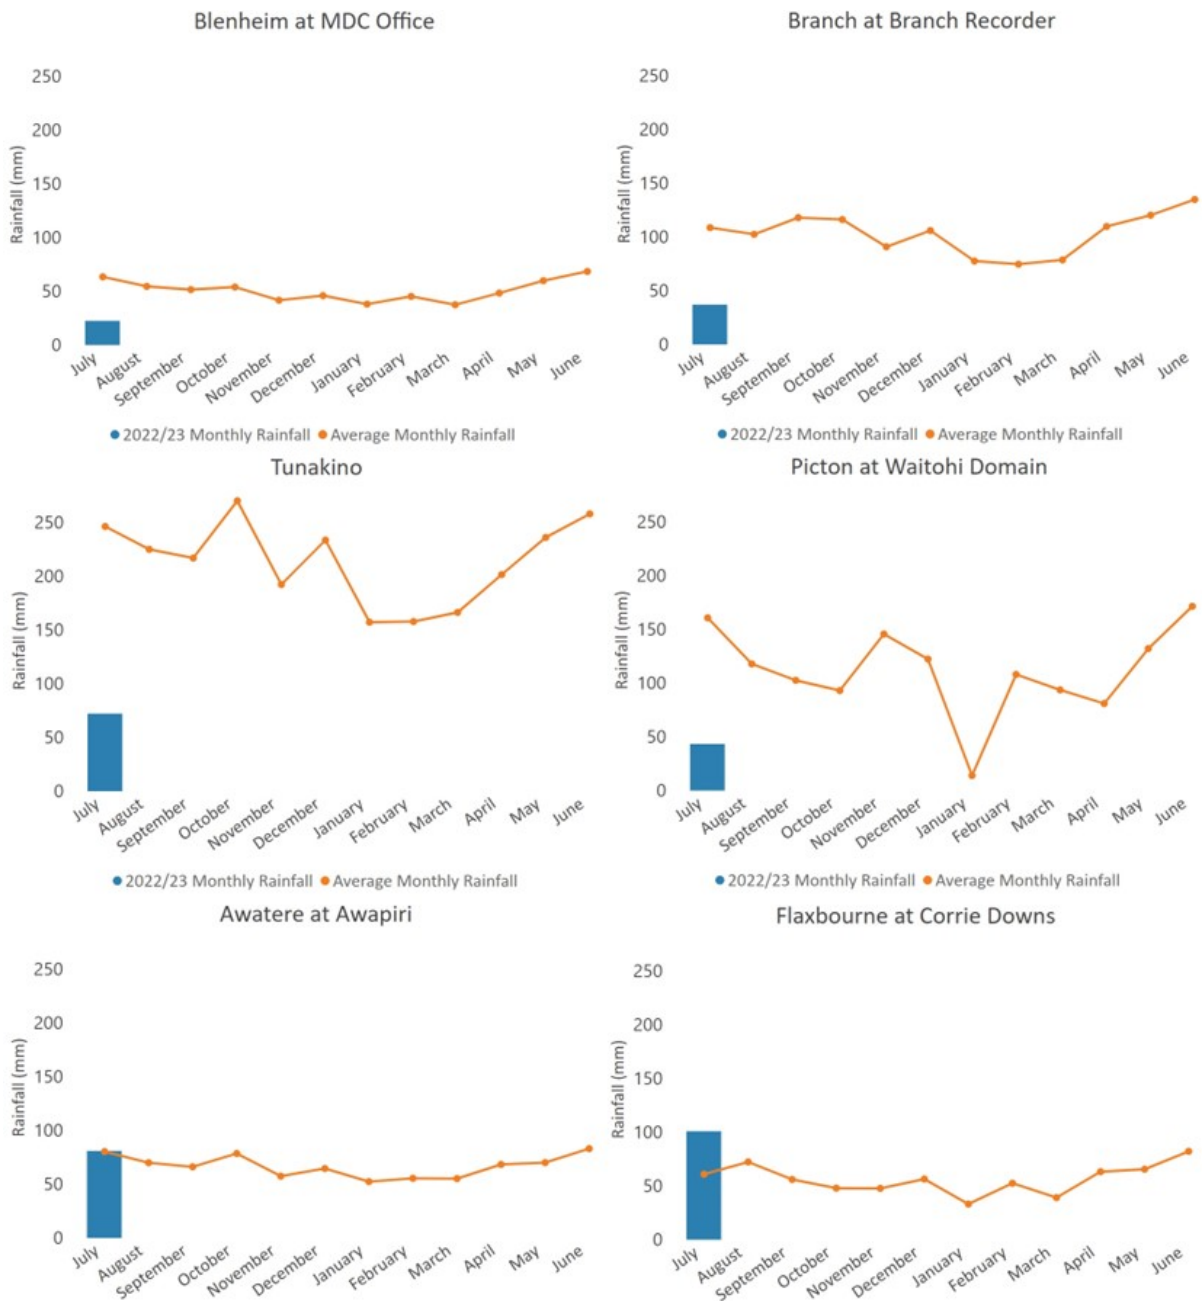 Blenheim at MDC Office
250
200
150
100
50
0
Rainfall (mm)
July
August
September
October
November
December
January
February
March
April
May
June
2022/23 Monthly Rainfall Average Monthly Rainfall
Branch at Branch Recorder
250
200
150
100
50
0
Rainfall (mm)
July
August
September
October
November
December
January
February
March
April
May
June
2022/23 Monthly Rainfall Average Monthly Rainfall
Tunakino
250
200
150
100
50
0
Rainfall (mm)
July
August
September
October
November
December
January
February
March
April
May
June
2022/23 Monthly Rainfall Average Monthly Rainfall
Picton at Waitohi Domain
250
200
150
100
50
0
Rainfall (mm)
July
August
September
October
November
December
January
February
March
April
May
June
2022/23 Monthly Rainfall Average Monthly Rainfall
Awatere at Awapiri
250
200
150
100
50
0
Rainfall (mm)
July
August
September
October
November
December
January
February
March
April
May
June
Flaxbourne at Corrie Downs
250
200
150
100
50
0
Rainfall (mm)
July
August
September
October
November
December
January
February
March
April
May
June